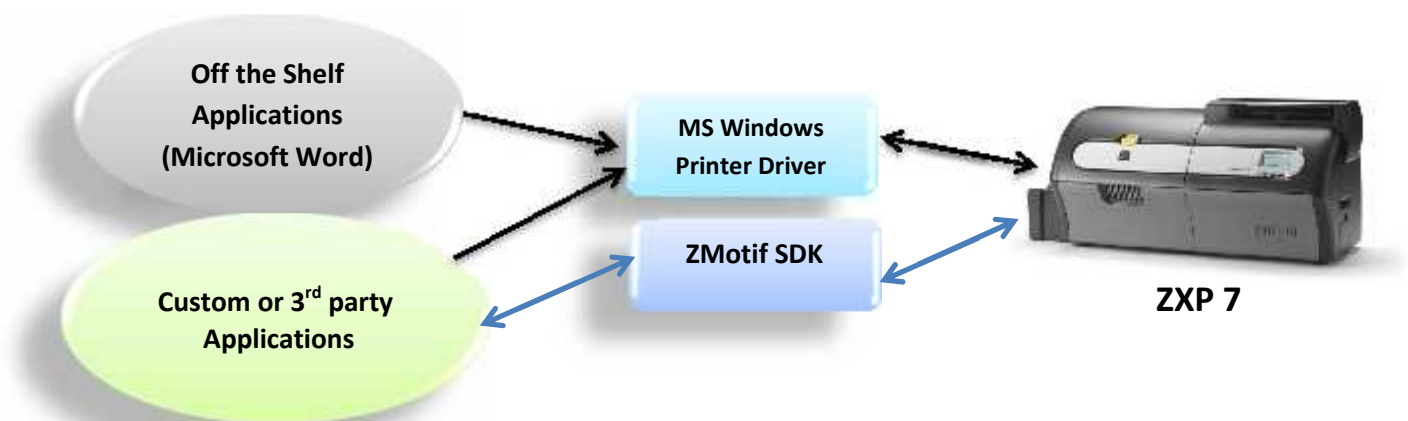 Off the Shelf
Applications
(Microsoft Word)
MS Windows
Printer Driver
ZMotif SDK
Custom or 3rd party
Applications
ZXP 7